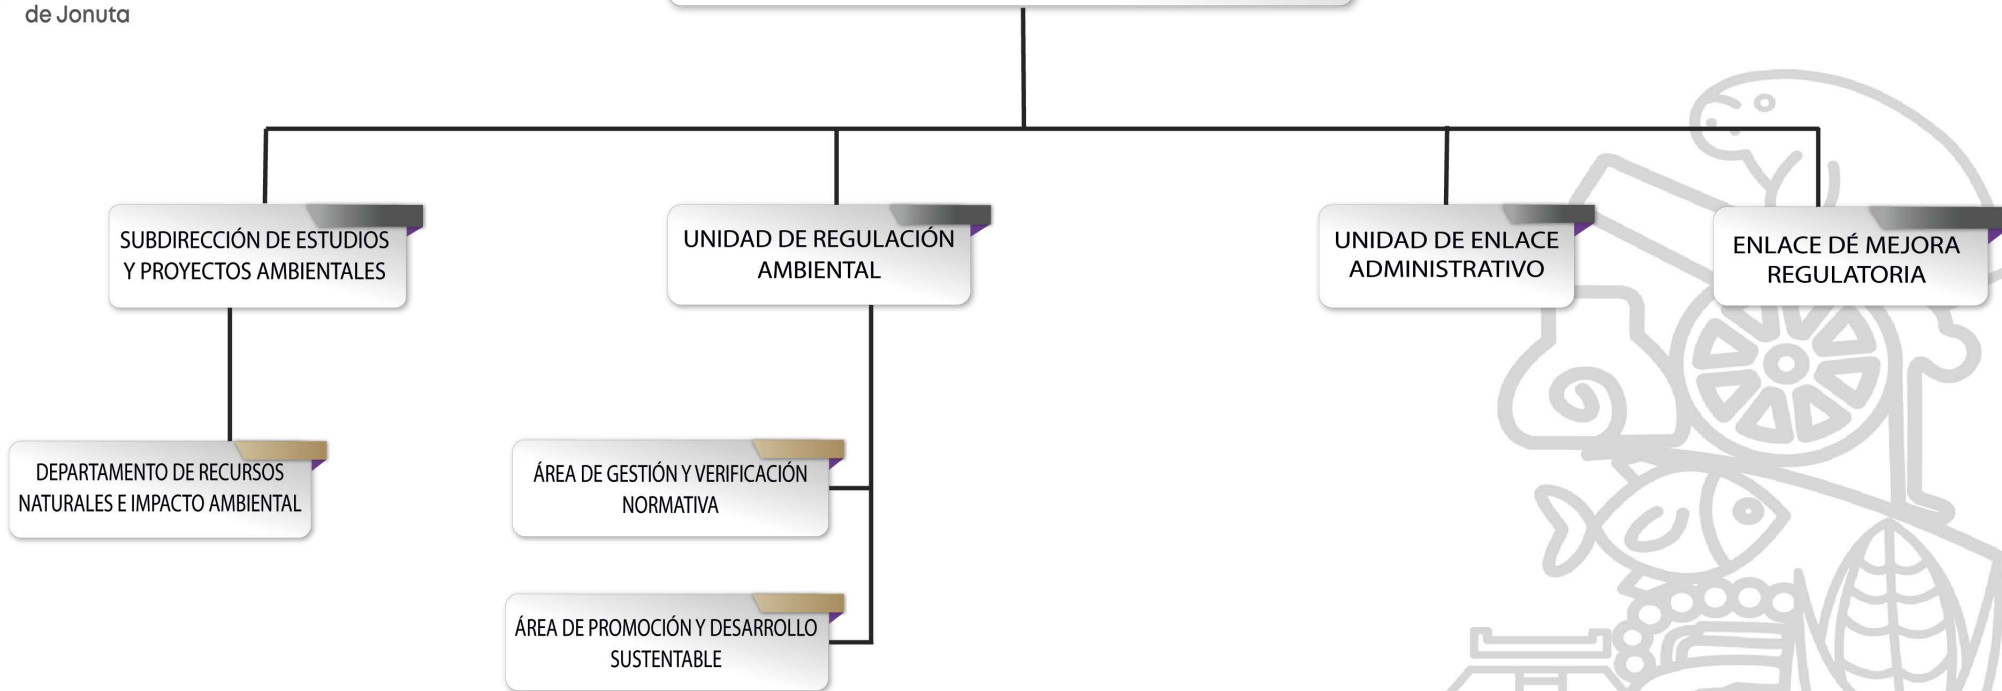 de Jonuta
SUBDIRECCIÓN DE ESTUDIOS
Y PROYECTOS AMBIENTALES
UNIDAD DE REGULACIÓN
AMBIENTAL
UNIDAD DE ENLACE
ADMINISTRATIVO
ENLACE DÉ MEJORA
REGULATORIA
DEPARTAMENTO DE RECURSOS
NATURALES E IMPACTO AMBIENTAL
ÁREA DE GESTIÓN Y VERIFICACIÓN
NORMATIVA
ÁREA DE PROMOCIÓN Y DESARROLLO
SUSTENTABLE